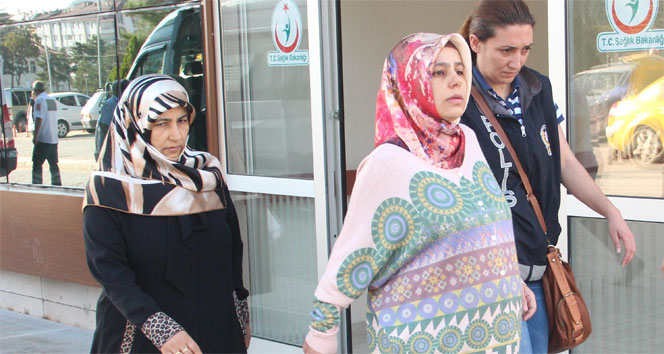 T.C. Sağlık Bakanlığı
T.C. Sağlık Bakanlığı
POLİS